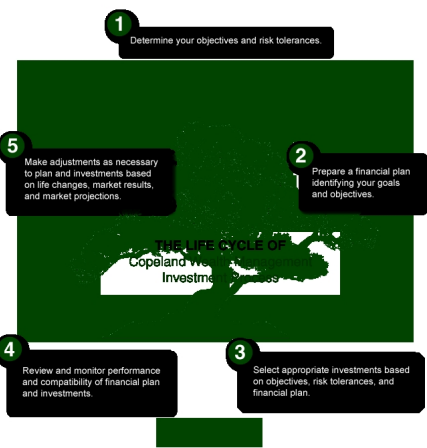 1
Determine your objectives and risk tolerances.
5
Make adjustments as necessary
to plan and investments based
on life changes, market results,
and market projections.
2
Prepare a financial plan
identifying your goals
and objectives.
THE LIFE CYCLE OF
Copeland Wealth Management
Investment Process
4
Review and monitor performance
and compatibility of financial plan
and investments.
3
Select appropriate investments based
on objectives, risk tolerances, and
financial plan.